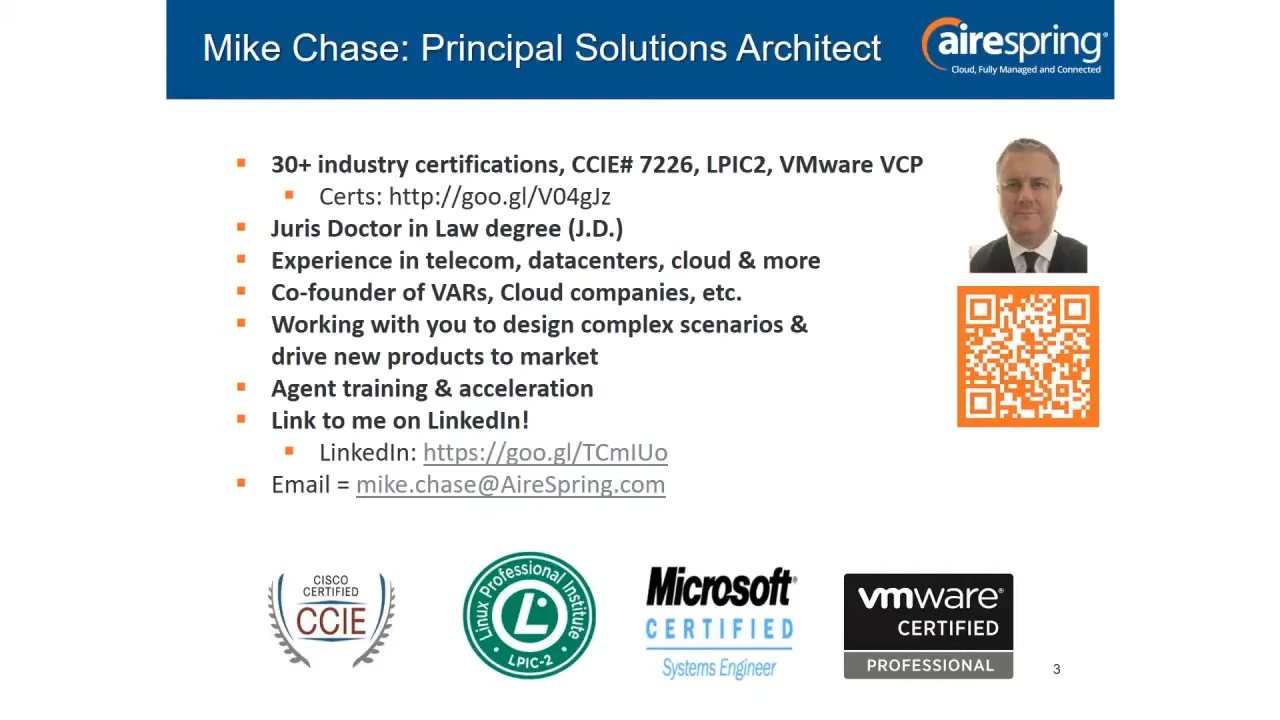 Mike Chase: Principal Solutions Architect
airespring
Cloud, Fully Managed and Connected
30+ industry certifications, CCIE# 7226, LPIC2, VMware VCP
Certs: http://goo.gl/V04gJz
Juris Doctor in Law degree (J.D.)
Experience in telecom, datacenters, cloud & more
Co-founder of VARs, Cloud companies, etc.
Working with you to design complex scenarios &
drive new products to market
Agent training & acceleration
Link to me on LinkedIn!
LinkedIn: https://goo.gl/TCmIUo
Email = mike.chase@AireSpring.com
CISCO
CERTIFIED
CCIE
Linux Professional Institute
LPIC-2
Microsoft®
CERTIFIED
Systems Engineer
vmware®
CERTIFIED
PROFESSIONAL
3